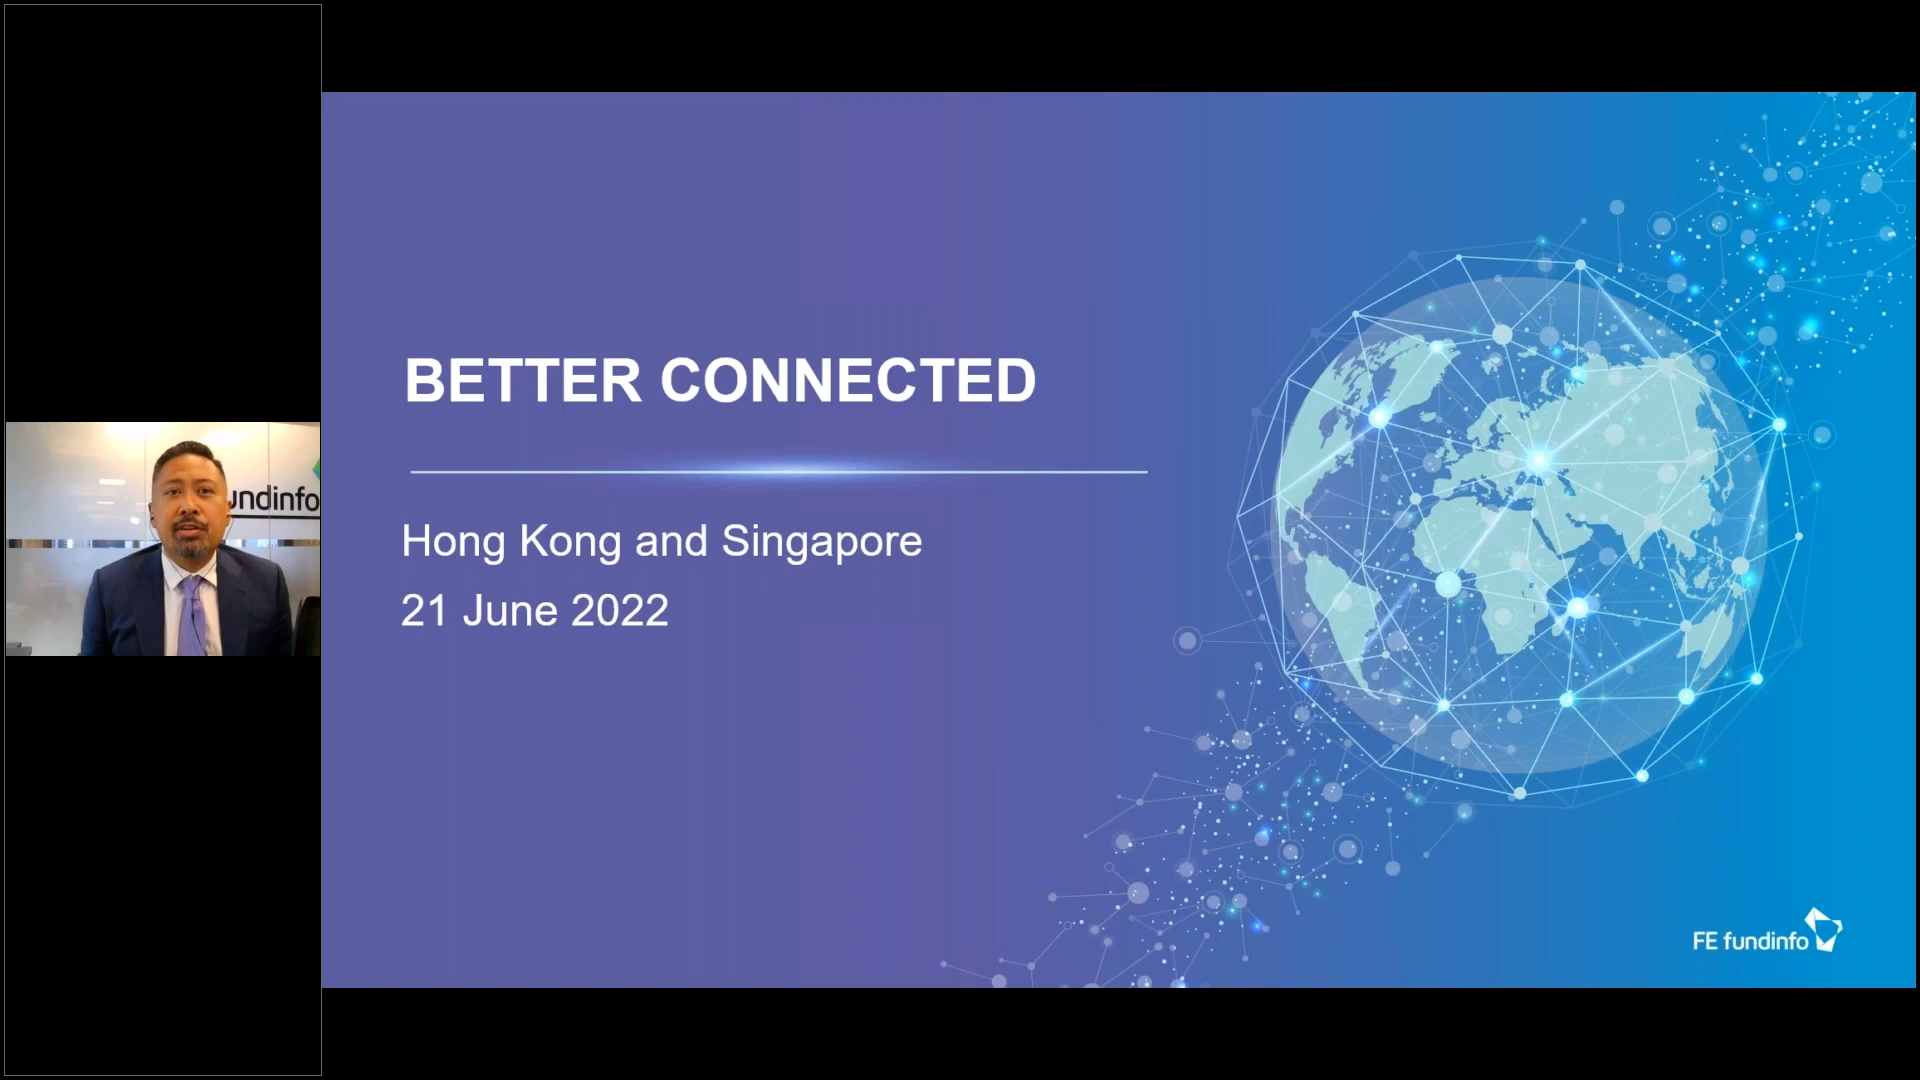 BETTER CONNECTED
Hong Kong and Singapore
21 June 2022
undinfo
FE fundinfo